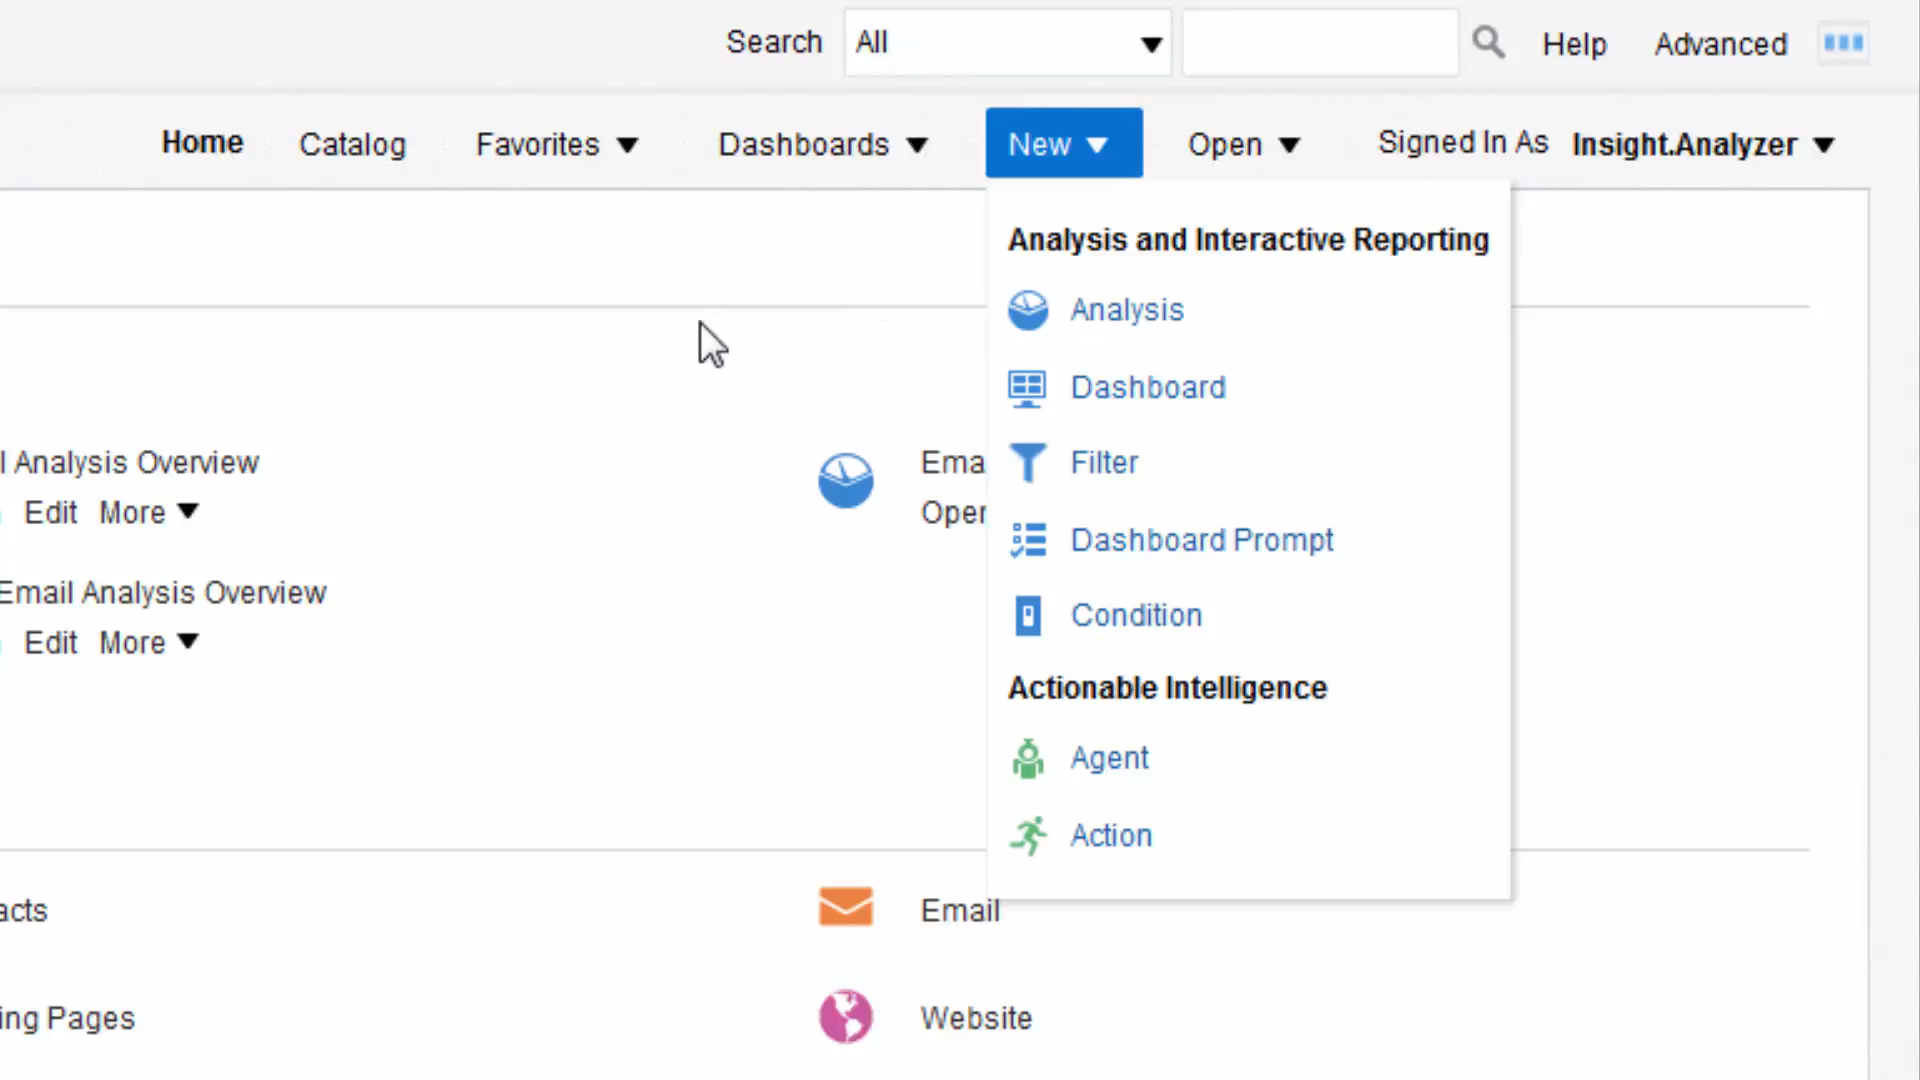 Search All Help Advanced
Home Catalog Favorites Dashboards New Open Signed In As Insight.Analyzer
Analysis and Interactive Reporting
Analysis
Dashboard
Filter
Dashboard Prompt
Condition
Actionable Intelligence
Agent
Action
l Analysis Overview
Edit More
Email Analysis Overview
Edit More
Ema
Oper
acts
Email
ing Pages
Website